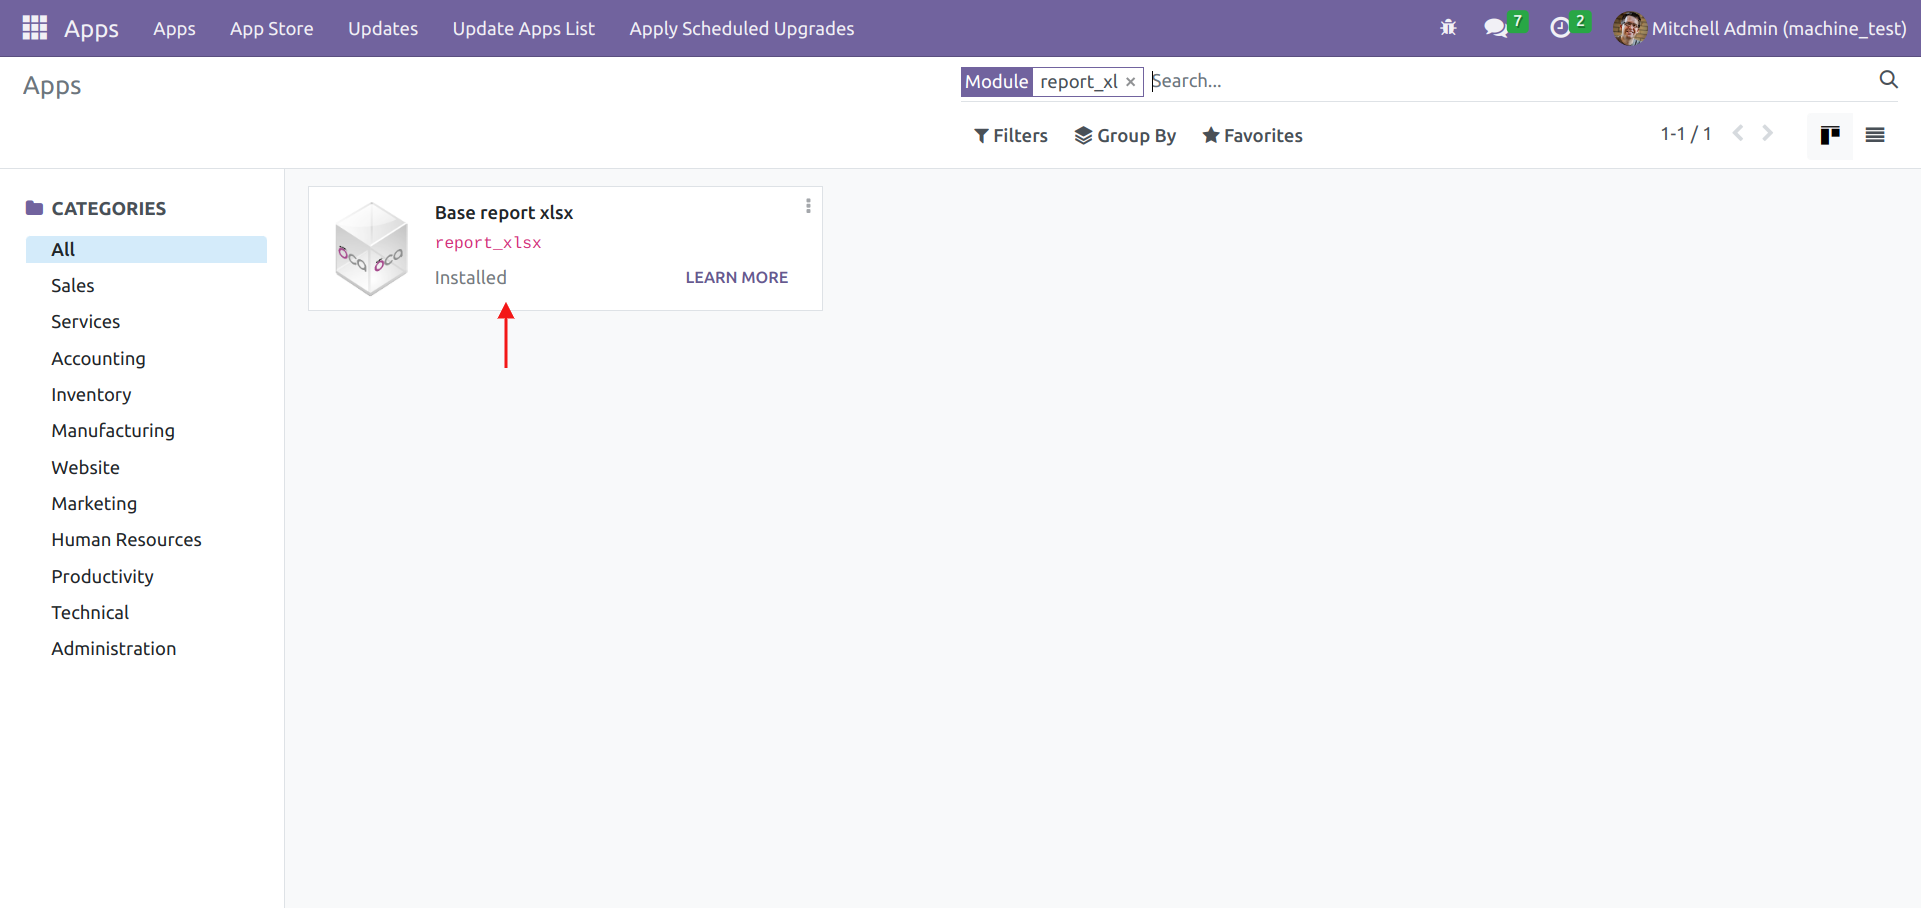 Apps Apps App Store Updates Update Apps List Apply Scheduled Upgrades 7 2 Mitchell Admin (machine_test)
Apps
Module report_xl × Search...
Filters Group By Favorites 1-1 / 1
CATEGORIES
All
Sales
Services
Accounting
Inventory
Manufacturing
Website
Marketing
Human Resources
Productivity
Technical
Administration
Base report xlsx
report_xlsx
Installed LEARN MORE
oca oca